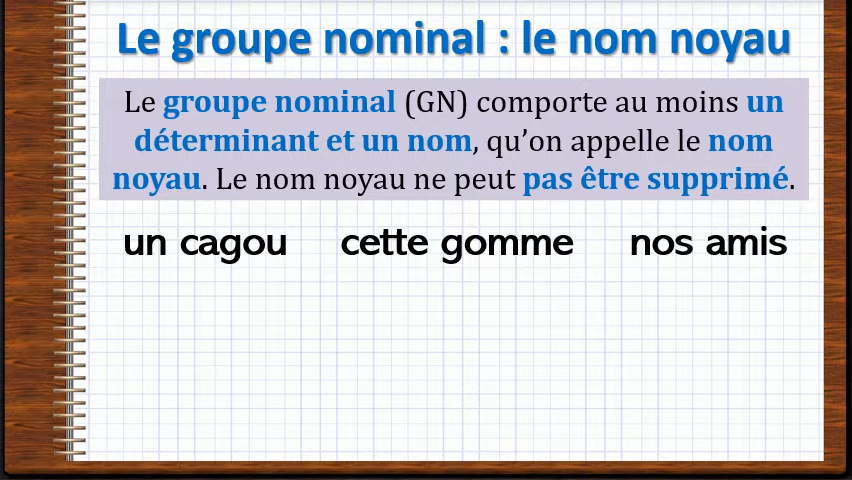 Le groupe nominal : le nom noyau
Le groupe nominal (GN) comporte au moins un
déterminant et un nom, qu’on appelle le nom
noyau. Le nom noyau ne peut pas être supprimé.
un cagou cette gomme nos amis